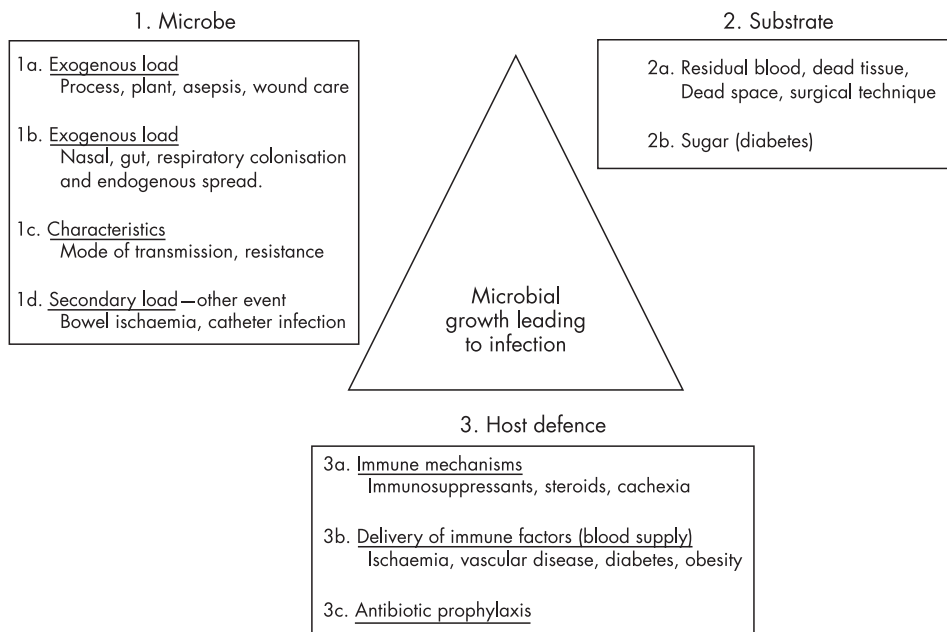 1. Microbe
1a. Exogenous load
Process, plant, asepsis, wound care
1b. Exogenous load
Nasal, gut, respiratory colonisation
and endogenous spread.
1c. Characteristics
Mode of transmission, resistance
1d. Secondary load—other event
Bowel ischaemia, catheter infection
2. Substrate
2a. Residual blood, dead tissue,
Dead space, surgical technique
2b. Sugar (diabetes)
Microbial
growth leading
to infection
3. Host defence
3a. Immune mechanisms
Immunosuppressants, steroids, cachexia
3b. Delivery of immune factors (blood supply)
Ischaemia, vascular disease, diabetes, obesity
3c. Antibiotic prophylaxis